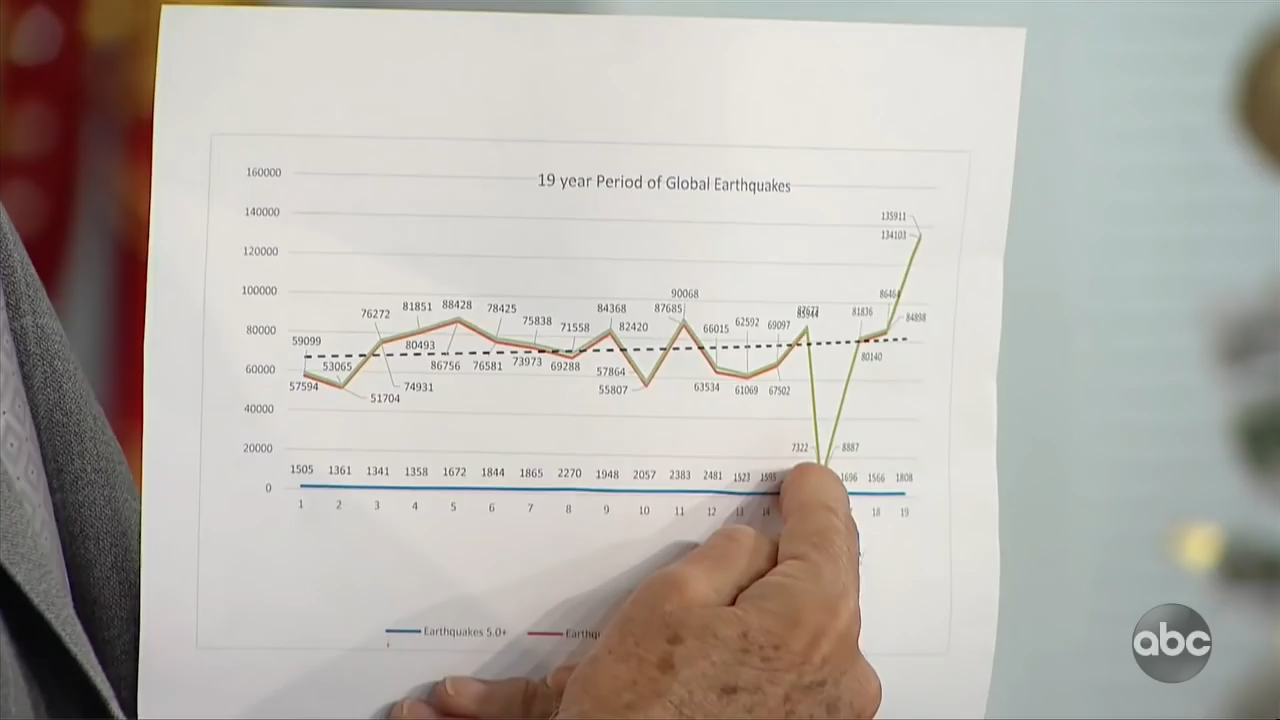 19 year Period of Global Earthquakes
160000
140000
120000
100000
80000
60000
40000
20000
0
135911
134103
90068
86464
76272 81851 88428 78425 84368 87685 81836
75838 82420 66015 62592 69097 84898
59099 71558
53065 80493 80140
86756 76581 73973 69288 57864
57594 74931 55807 63534 61069 67502
51704
7322 8887
1505 1361 1341 1358 1672 1844 1865 2270 1948 2057 2383 2481 1523 1595 1696 1566 1808
1 2 3 4 5 6 7 8 9 10 11 12 13 14 18 19
Earthquakes 5.0+ Earthqu
abc